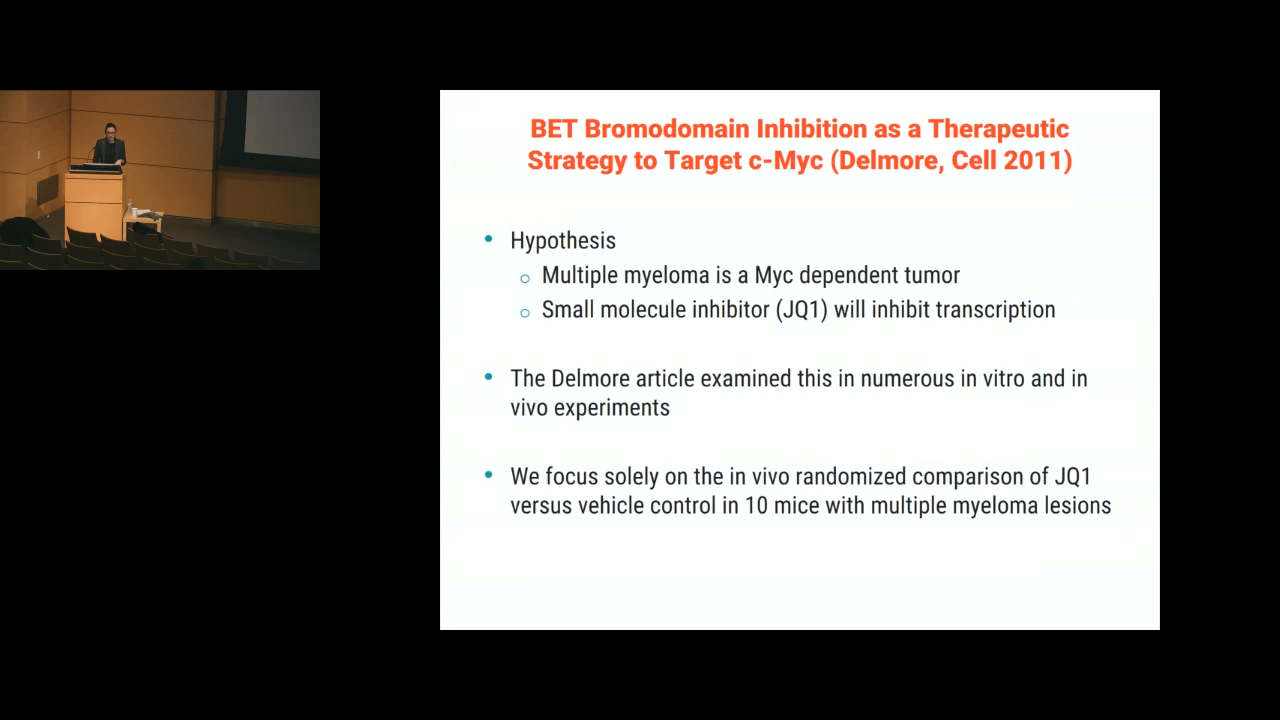 BET Bromodomain Inhibition as a Therapeutic
Strategy to Target c-Myc (Delmore, Cell 2011)
• Hypothesis
○ Multiple myeloma is a Myc dependent tumor
○ Small molecule inhibitor (JQ1) will inhibit transcription
• The Delmore article examined this in numerous in vitro and in
vivo experiments
• We focus solely on the in vivo randomized comparison of JQ1
versus vehicle control in 10 mice with multiple myeloma lesions